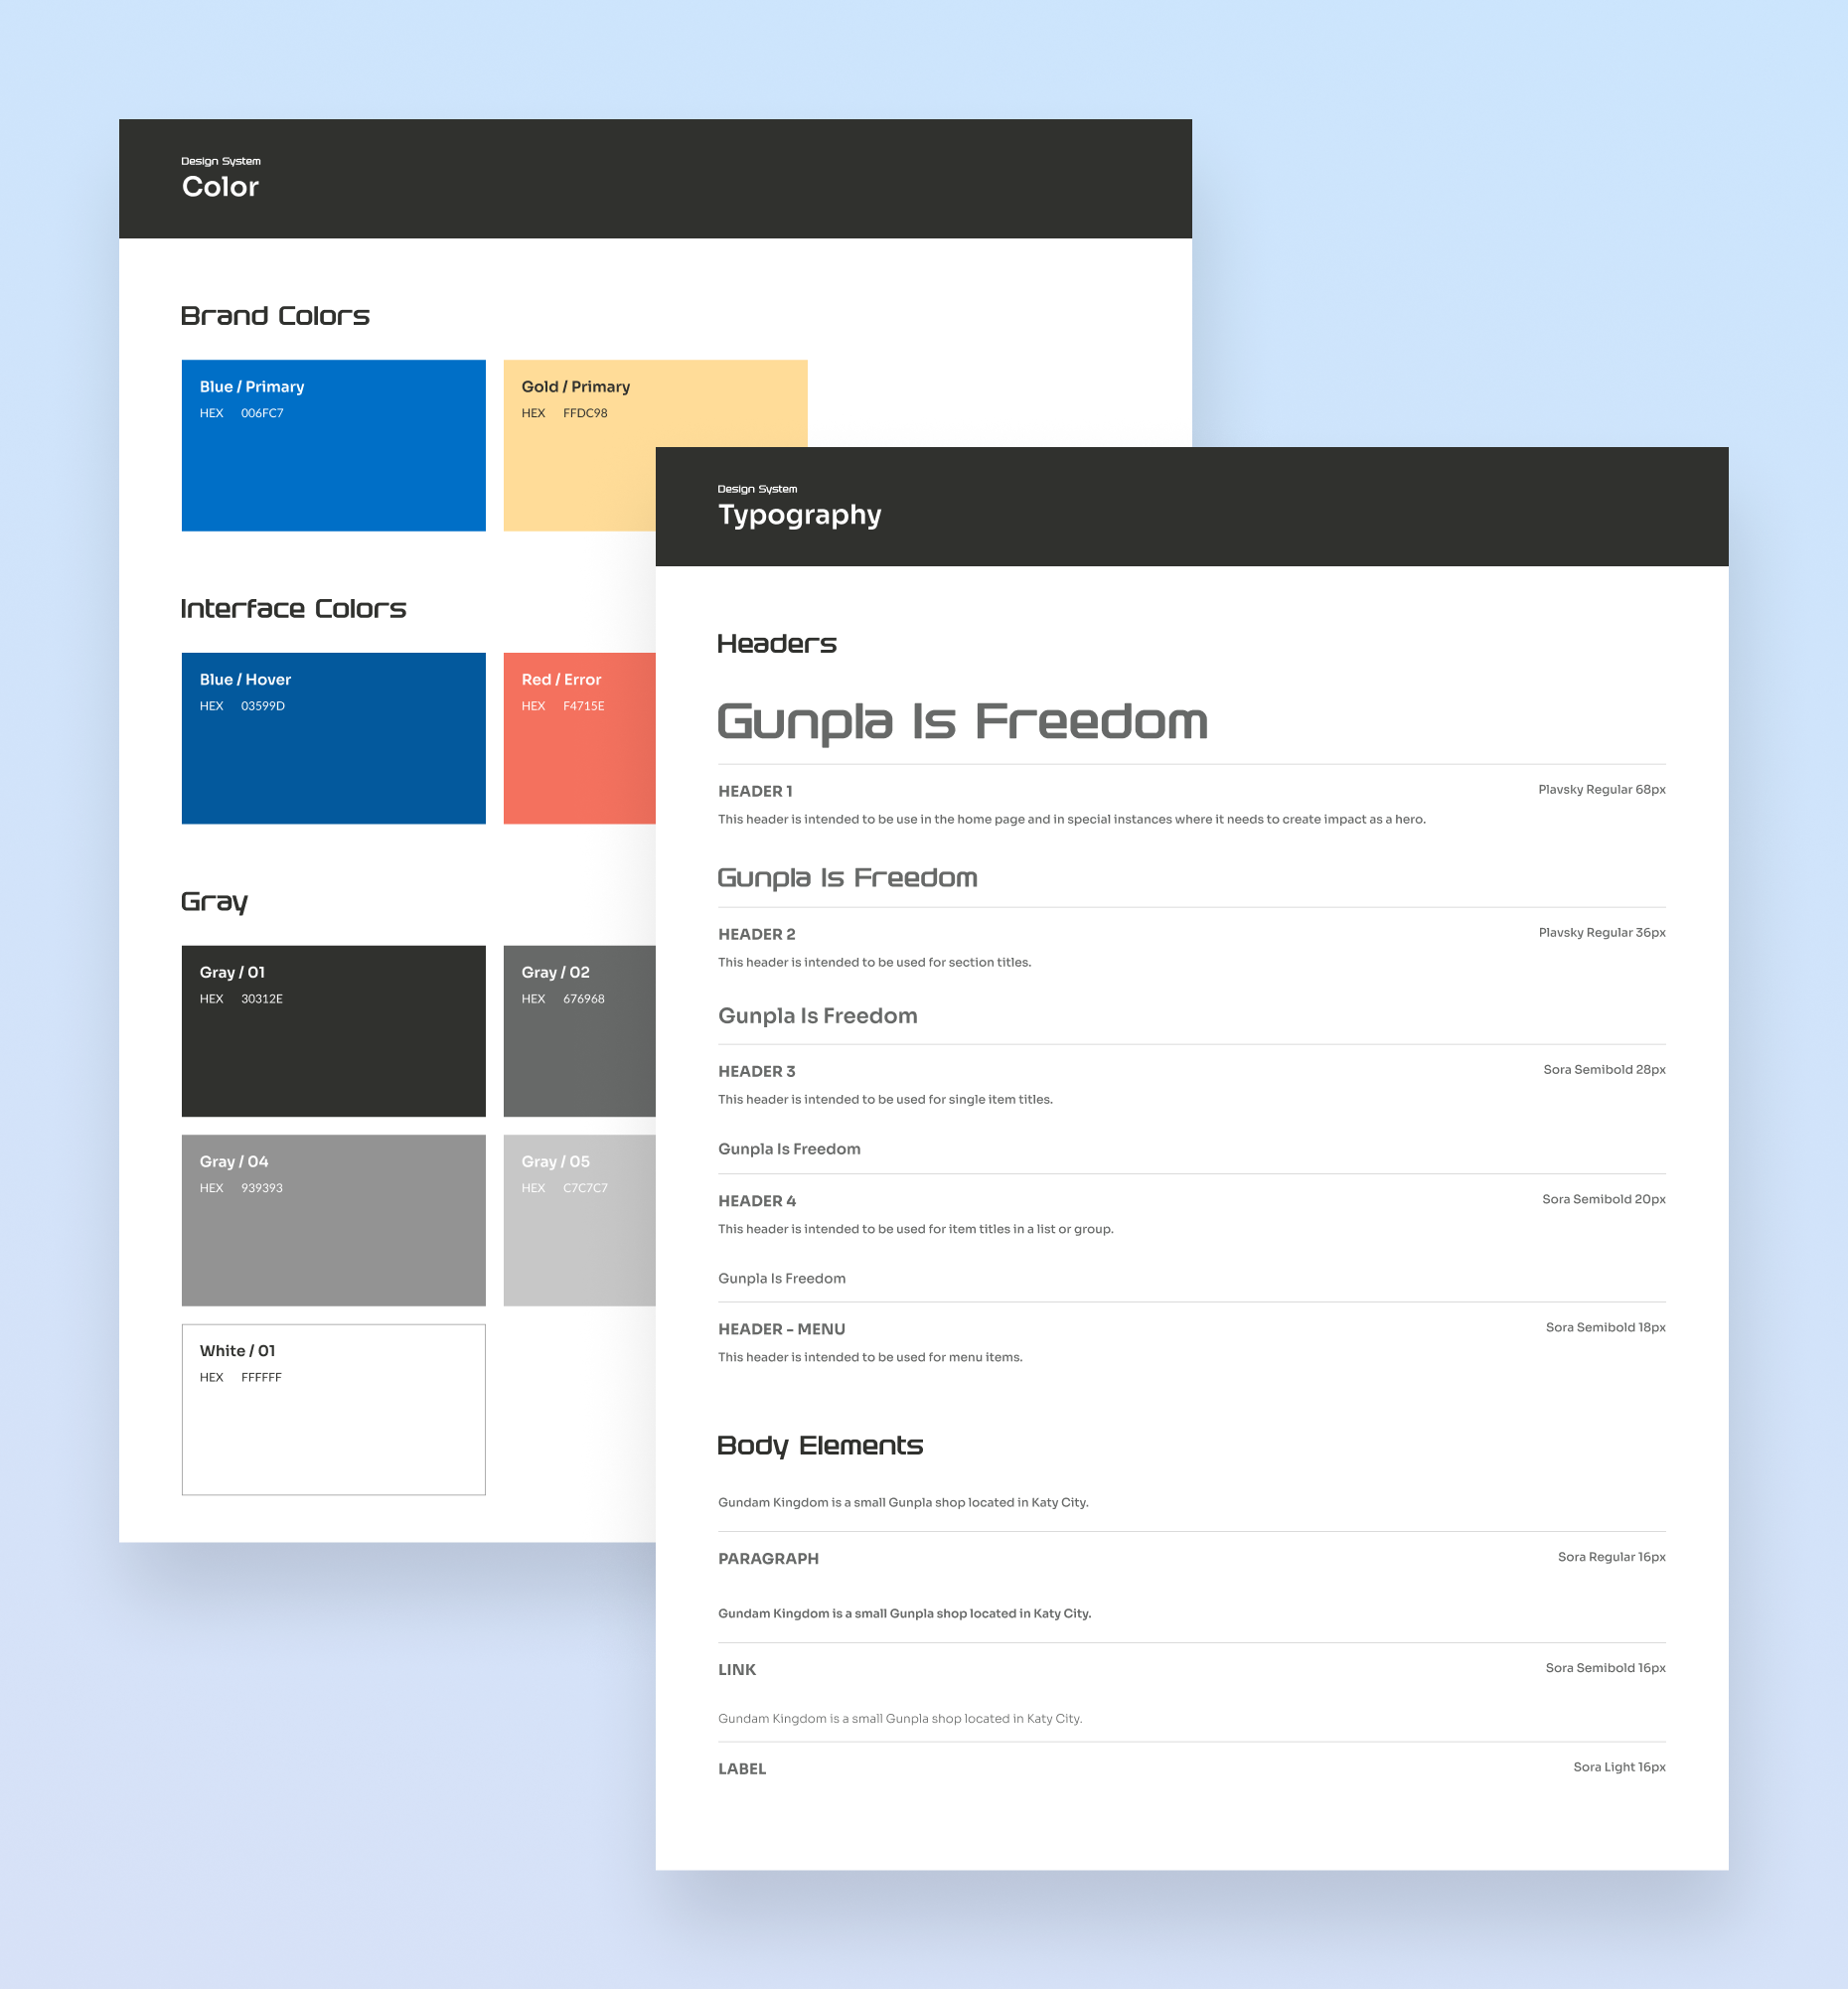 Design System
Color
Brand Colors
Blue / Primary
HEX 006FC7
Gold / Primary
HEX FFDC98
Interface Colors
Blue / Hover
HEX 03599D
Red / Error
HEX F4715E
Gray
Gray / 01
HEX 30312E
Gray / 02
HEX 676968
Gray / 04
HEX 939393
Gray / 05
HEX C7C7C7
White / 01
HEX FFFFFF
Design System
Typography
Headers
Gunpla Is Freedom
HEADER 1 Plavsky Regular 68px
This header is intended to be use in the home page and in special instances where it needs to create impact as a hero.
Gunpla Is Freedom
HEADER 2 Plavsky Regular 36px
This header is intended to be used for section titles.
Gunpla Is Freedom
HEADER 3 Sora Semibold 28px
This header is intended to be used for single item titles.
Gunpla Is Freedom
HEADER 4 Sora Semibold 20px
This header is intended to be used for item titles in a list or group.
Gunpla Is Freedom
HEADER - MENU Sora Semibold 18px
This header is intended to be used for menu items.
Body Elements
Gundam Kingdom is a small Gunpla shop located in Katy City.
PARAGRAPH Sora Regular 16px
Gundam Kingdom is a small Gunpla shop located in Katy City.
LINK Sora Semibold 16px
Gundam Kingdom is a small Gunpla shop located in Katy City.
LABEL Sora Light 16px